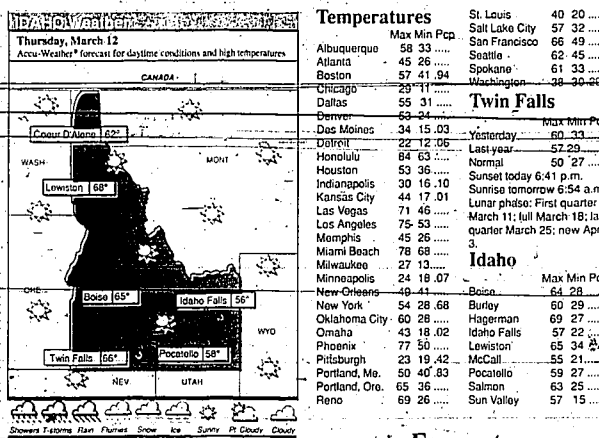 IDAHO Weather
Thursday, March 12
Accu-Weather® forecast for daytime conditions and high temperatures
CANADA
Coeur D'Alene 62°
WASH
MONT
Lewiston 68°
ORE
Boise 65°
Idaho Falls 56°
WYO
Twin Falls 66°
Pocatello 58°
NEV
UTAH
Showers T-storms Rain Flurries Snow Ice Sunny Pt Cloudy Cloudy
Temperatures
Max Min Pcp
Albuquerque 58 33 .....
Atlanta 45 26 .....
Boston 57 41 .94
Chicago 29 11 .....
Dallas 55 31 .....
Denver 53 24 .....
Des Moines 34 15 .03
Detroit 22 12 .06
Honolulu 84 63 .....
Houston 53 36 .....
Indianapolis 30 16 .10
Kansas City 44 17 .01
Las Vegas 71 46 .....
Los Angeles 75 53 .....
Memphis 45 26 .....
Miami Beach 78 68 .....
Milwaukee 27 13 .....
Minneapolis 24 18 .07
New Orleans 49 41 .....
New York 54 28 .68
Oklahoma City 60 28 .....
Omaha 43 18 .02
Phoenix 77 50 .....
Pittsburgh 23 19 .42
Portland, Me. 50 40 .83
Portland, Ore. 65 36 .....
Reno 69 26 .....
St. Louis 40 20 ....
Salt Lake City 57 32 ....
San Francisco 66 49 ....
Seattle 62 45 ....
Spokane 61 33 ....
Washington 38 30
Twin Falls
Max Min
Yesterday 60 33 ....
Last year 57 29 ....
Normal 50 27 ....
Sunset today 6:41 p.m.
Sunrise tomorrow 6:54 a.m
Lunar phase: First quarter
March 11; full March 18; la
quarter March 25; new Apr
3.
Idaho
Max Min
Boise 64 28 ....
Burley 60 29 ....
Hagerman 69 27 ....
Idaho Falls 57 22 ....
Lewiston 65 34
McCall 55 21 ....
Pocatello 59 27 ....
Salmon 63 25 ....
Sun Valley 57 15 ....